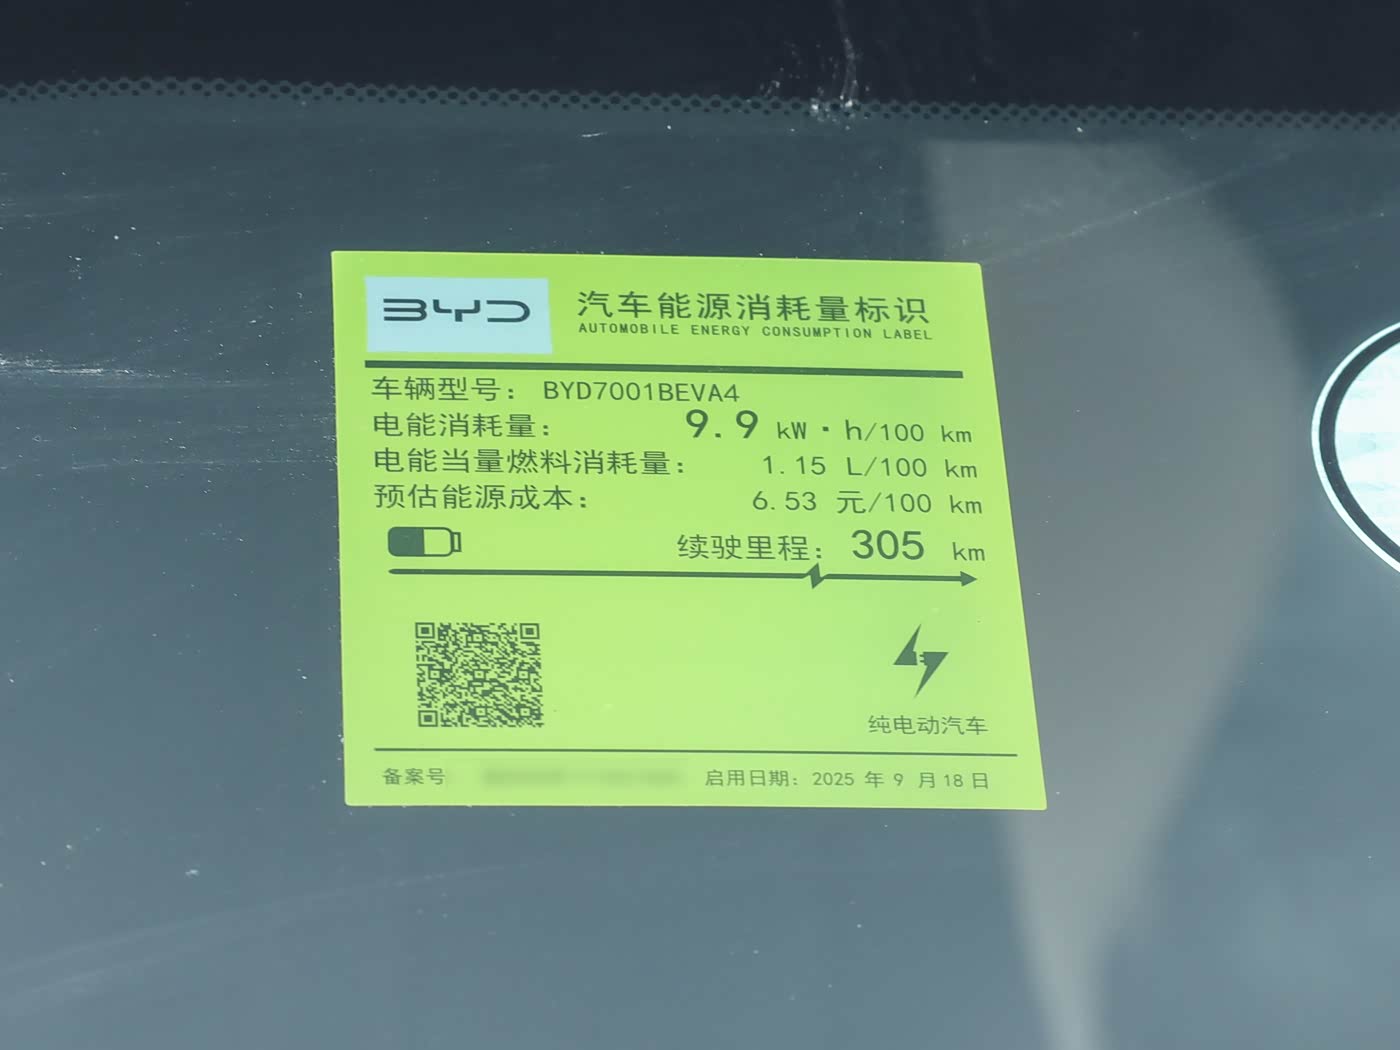 BYD 汽车能源消耗量标识
AUTOMOBILE ENERGY CONSUMPTION LABEL
车辆型号： BYD7001BEVA4
电能消耗量： 9.9 kW·h/100 km
电能当量燃料消耗量： 1.15 L/100 km
预估能源成本： 6.53 元/100 km
续驶里程： 305 km
纯电动汽车
备案号 启用日期： 2025 年 9 月 18 日